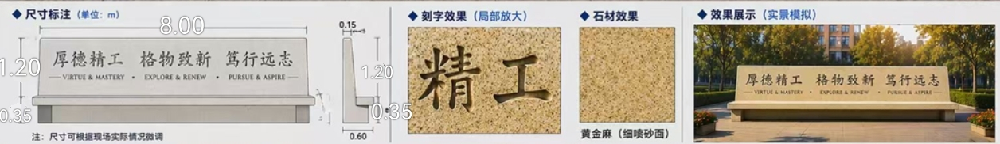 ◆ 尺寸标注（单位：m）
8.00
1.20
0.35
厚德精工 格物致新 笃行远志
VIRTUE & MASTERY • EXPLORE & RENEW • PURSUE & ASPIRE
注：尺寸可根据现场实际情况微调
0.15
1.20
0.35
0.60
◆ 刻字效果（局部放大）
精工
◆ 石材效果
黄金麻（细喷砂面）
◆ 效果展示（实景模拟）
厚德精工 格物致新 笃行远志
VIRTUE & MASTERY • EXPLORE & RENEW • PURSUE & ASPIRE